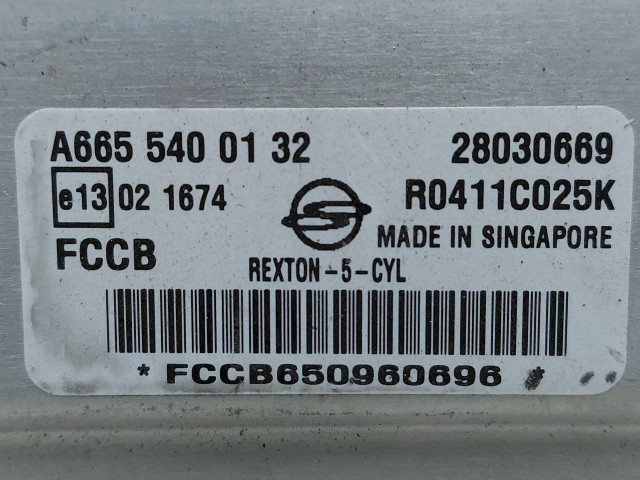 A665 540 01 32 28030669
e13 02 1674 R0411C025K
FCCB MADE IN SINGAPORE
REXTON-5-CYL
*FCCB650960696*